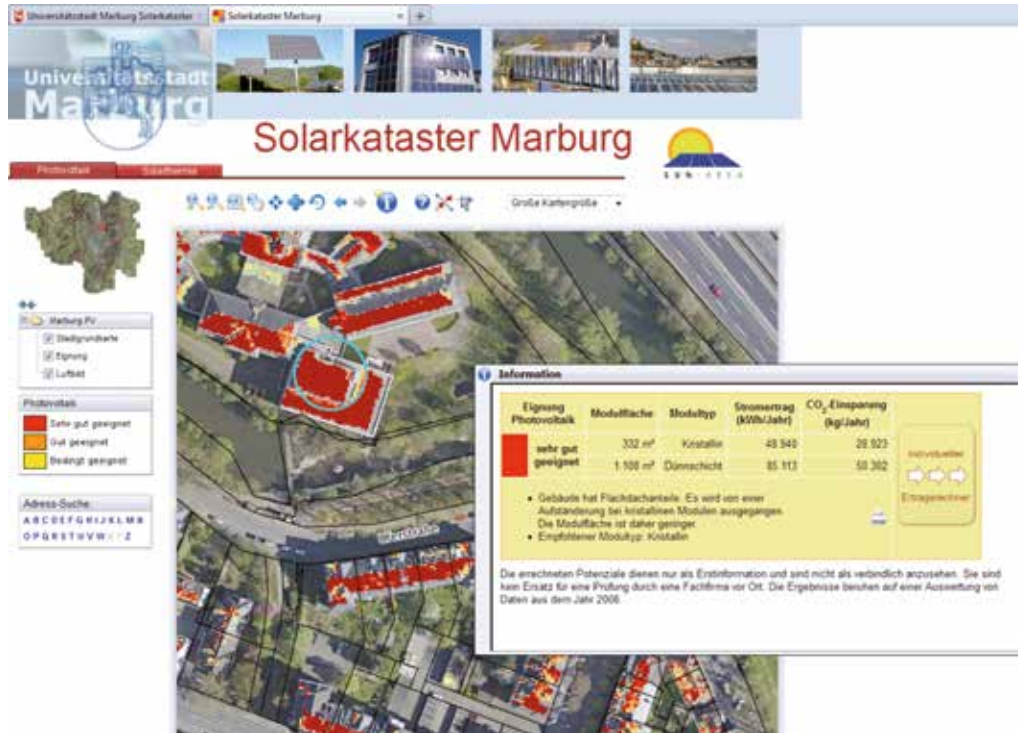 Universitätsstadt Marburg Solarkataster
Solarkataster Marburg
Universitätsstadt
Marburg
Solarkataster Marburg
SUN-AREA
Photovoltaik
Solarthermie
Große Kartengröße
Marburg PV
Stadtgrundkarte
Eignung
Luftbild
Photovoltaik
Sehr gut geeignet
Gut geeignet
Bedingt geeignet
Adress-Suche:
A B C D E F G H I J K L M N
O P Q R S T U V W X Y Z
Information
Eignung Photovoltaik
Modulfläche
Modultyp
Stromertrag (kWh/Jahr)
CO2-Einsparung (kg/Jahr)
sehr gut geeignet
332 m² Kristallin 48.940 28.923
1.108 m² Dünnschicht 85.113 50.302
Individueller
Ertragsrechner
• Gebäude hat Flachdachanteile. Es wird von einer
Aufständerung bei kristallinen Modulen ausgegangen.
Die Modulfläche ist daher geringer.
• Empfohlener Modultyp: Kristallin
Die errechneten Potenziale dienen nur als Erstinformation und sind nicht als verbindlich anzusehen. Sie sind
kein Ersatz für eine Prüfung durch eine Fachfirma vor Ort. Die Ergebnisse beruhen auf einer Auswertung von
Daten aus dem Jahr 2008.